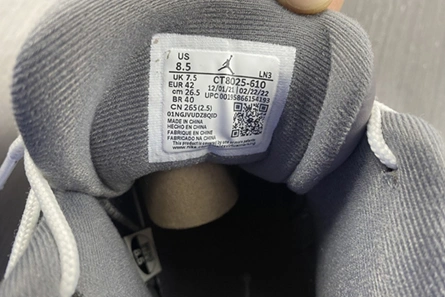 US
8.5
LN3
UK 7.5
CT8025-610
EUR 42
12/01/21 02/22/22
cm 26.5
UPC 00195866154193
BR 40
CN 265 (2.5)
MADE IN CHINA
HECHO EN CHINA
FABRIQUE EN CHINE
FABRICADO NA CHINA